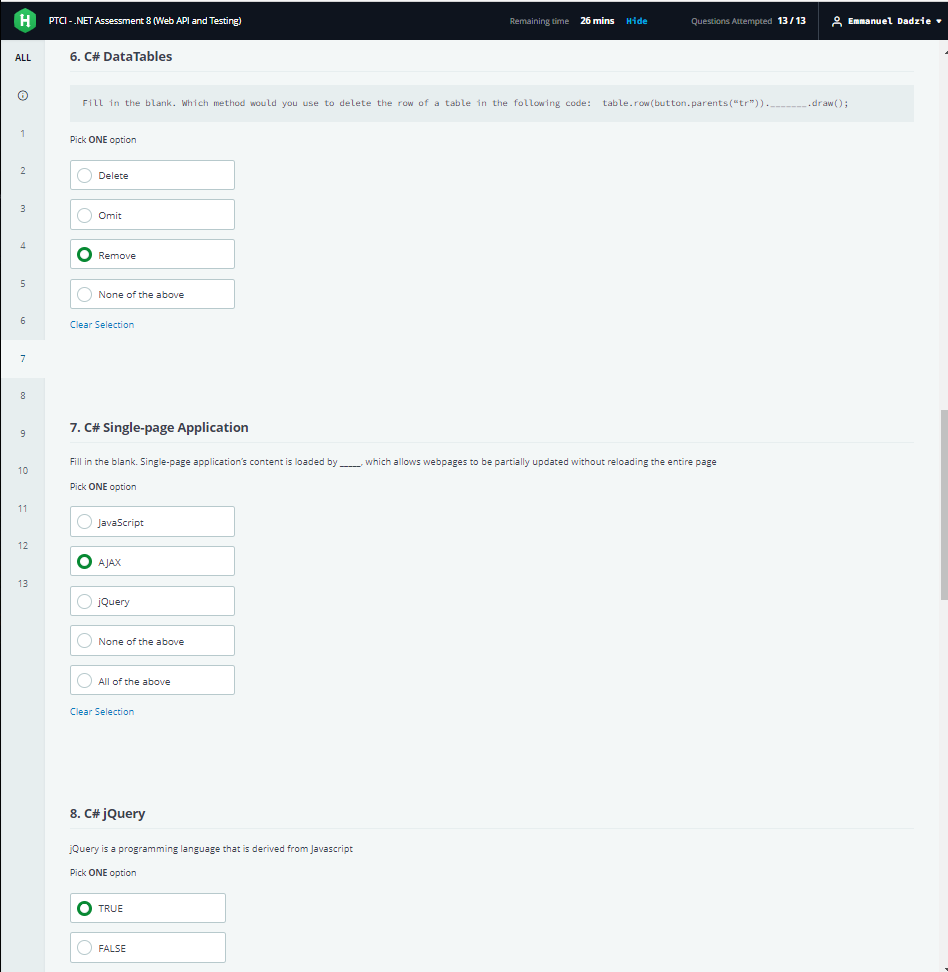 H PTCI - .NET Assessment 8 (Web API and Testing) Remaining time 26 mins Hide Questions Attempted 13 / 13 Emmanuel Dadzie
ALL
1
2
3
4
5
6
7
8
9
10
11
12
13
6. C# DataTables
Fill in the blank. Which method would you use to delete the row of a table in the following code: table.row(button.parents(“tr”))._______.draw();
Pick ONE option
Delete
Omit
Remove
None of the above
Clear Selection
7. C# Single-page Application
Fill in the blank. Single-page application's content is loaded by _____, which allows webpages to be partially updated without reloading the entire page
Pick ONE option
JavaScript
AJAX
jQuery
None of the above
All of the above
Clear Selection
8. C# jQuery
jQuery is a programming language that is derived from Javascript
Pick ONE option
TRUE
FALSE